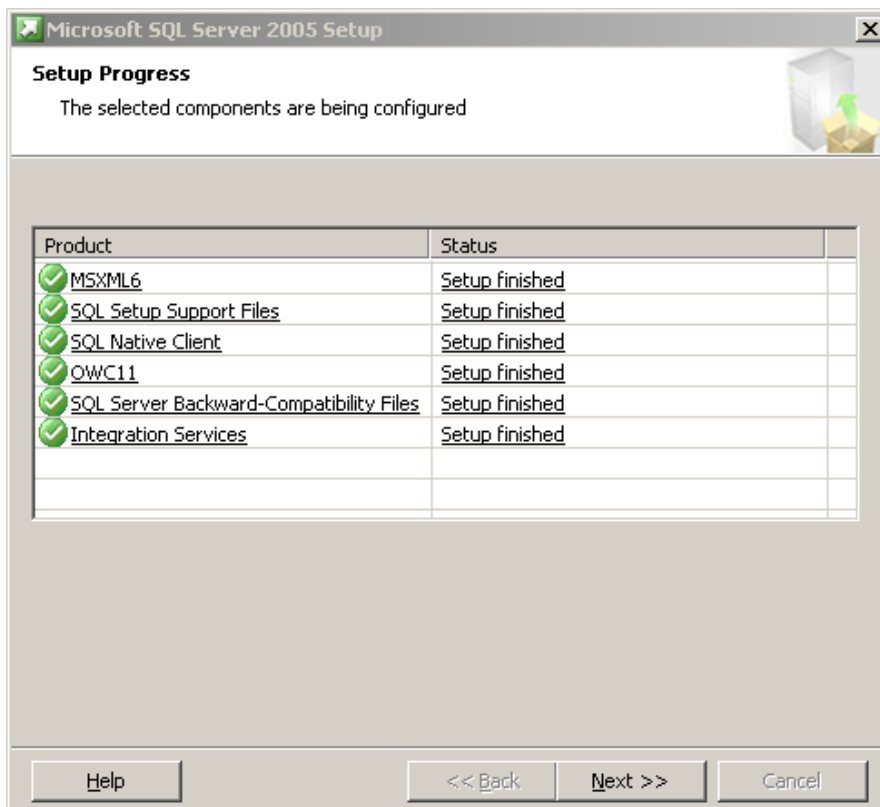 Microsoft SQL Server 2005 Setup
Setup Progress
The selected components are being configured
Product Status
MSXML6 Setup finished
SQL Setup Support Files Setup finished
SQL Native Client Setup finished
OWC11 Setup finished
SQL Server Backward-Compatibility Files Setup finished
Integration Services Setup finished
Help << Back Next >> Cancel